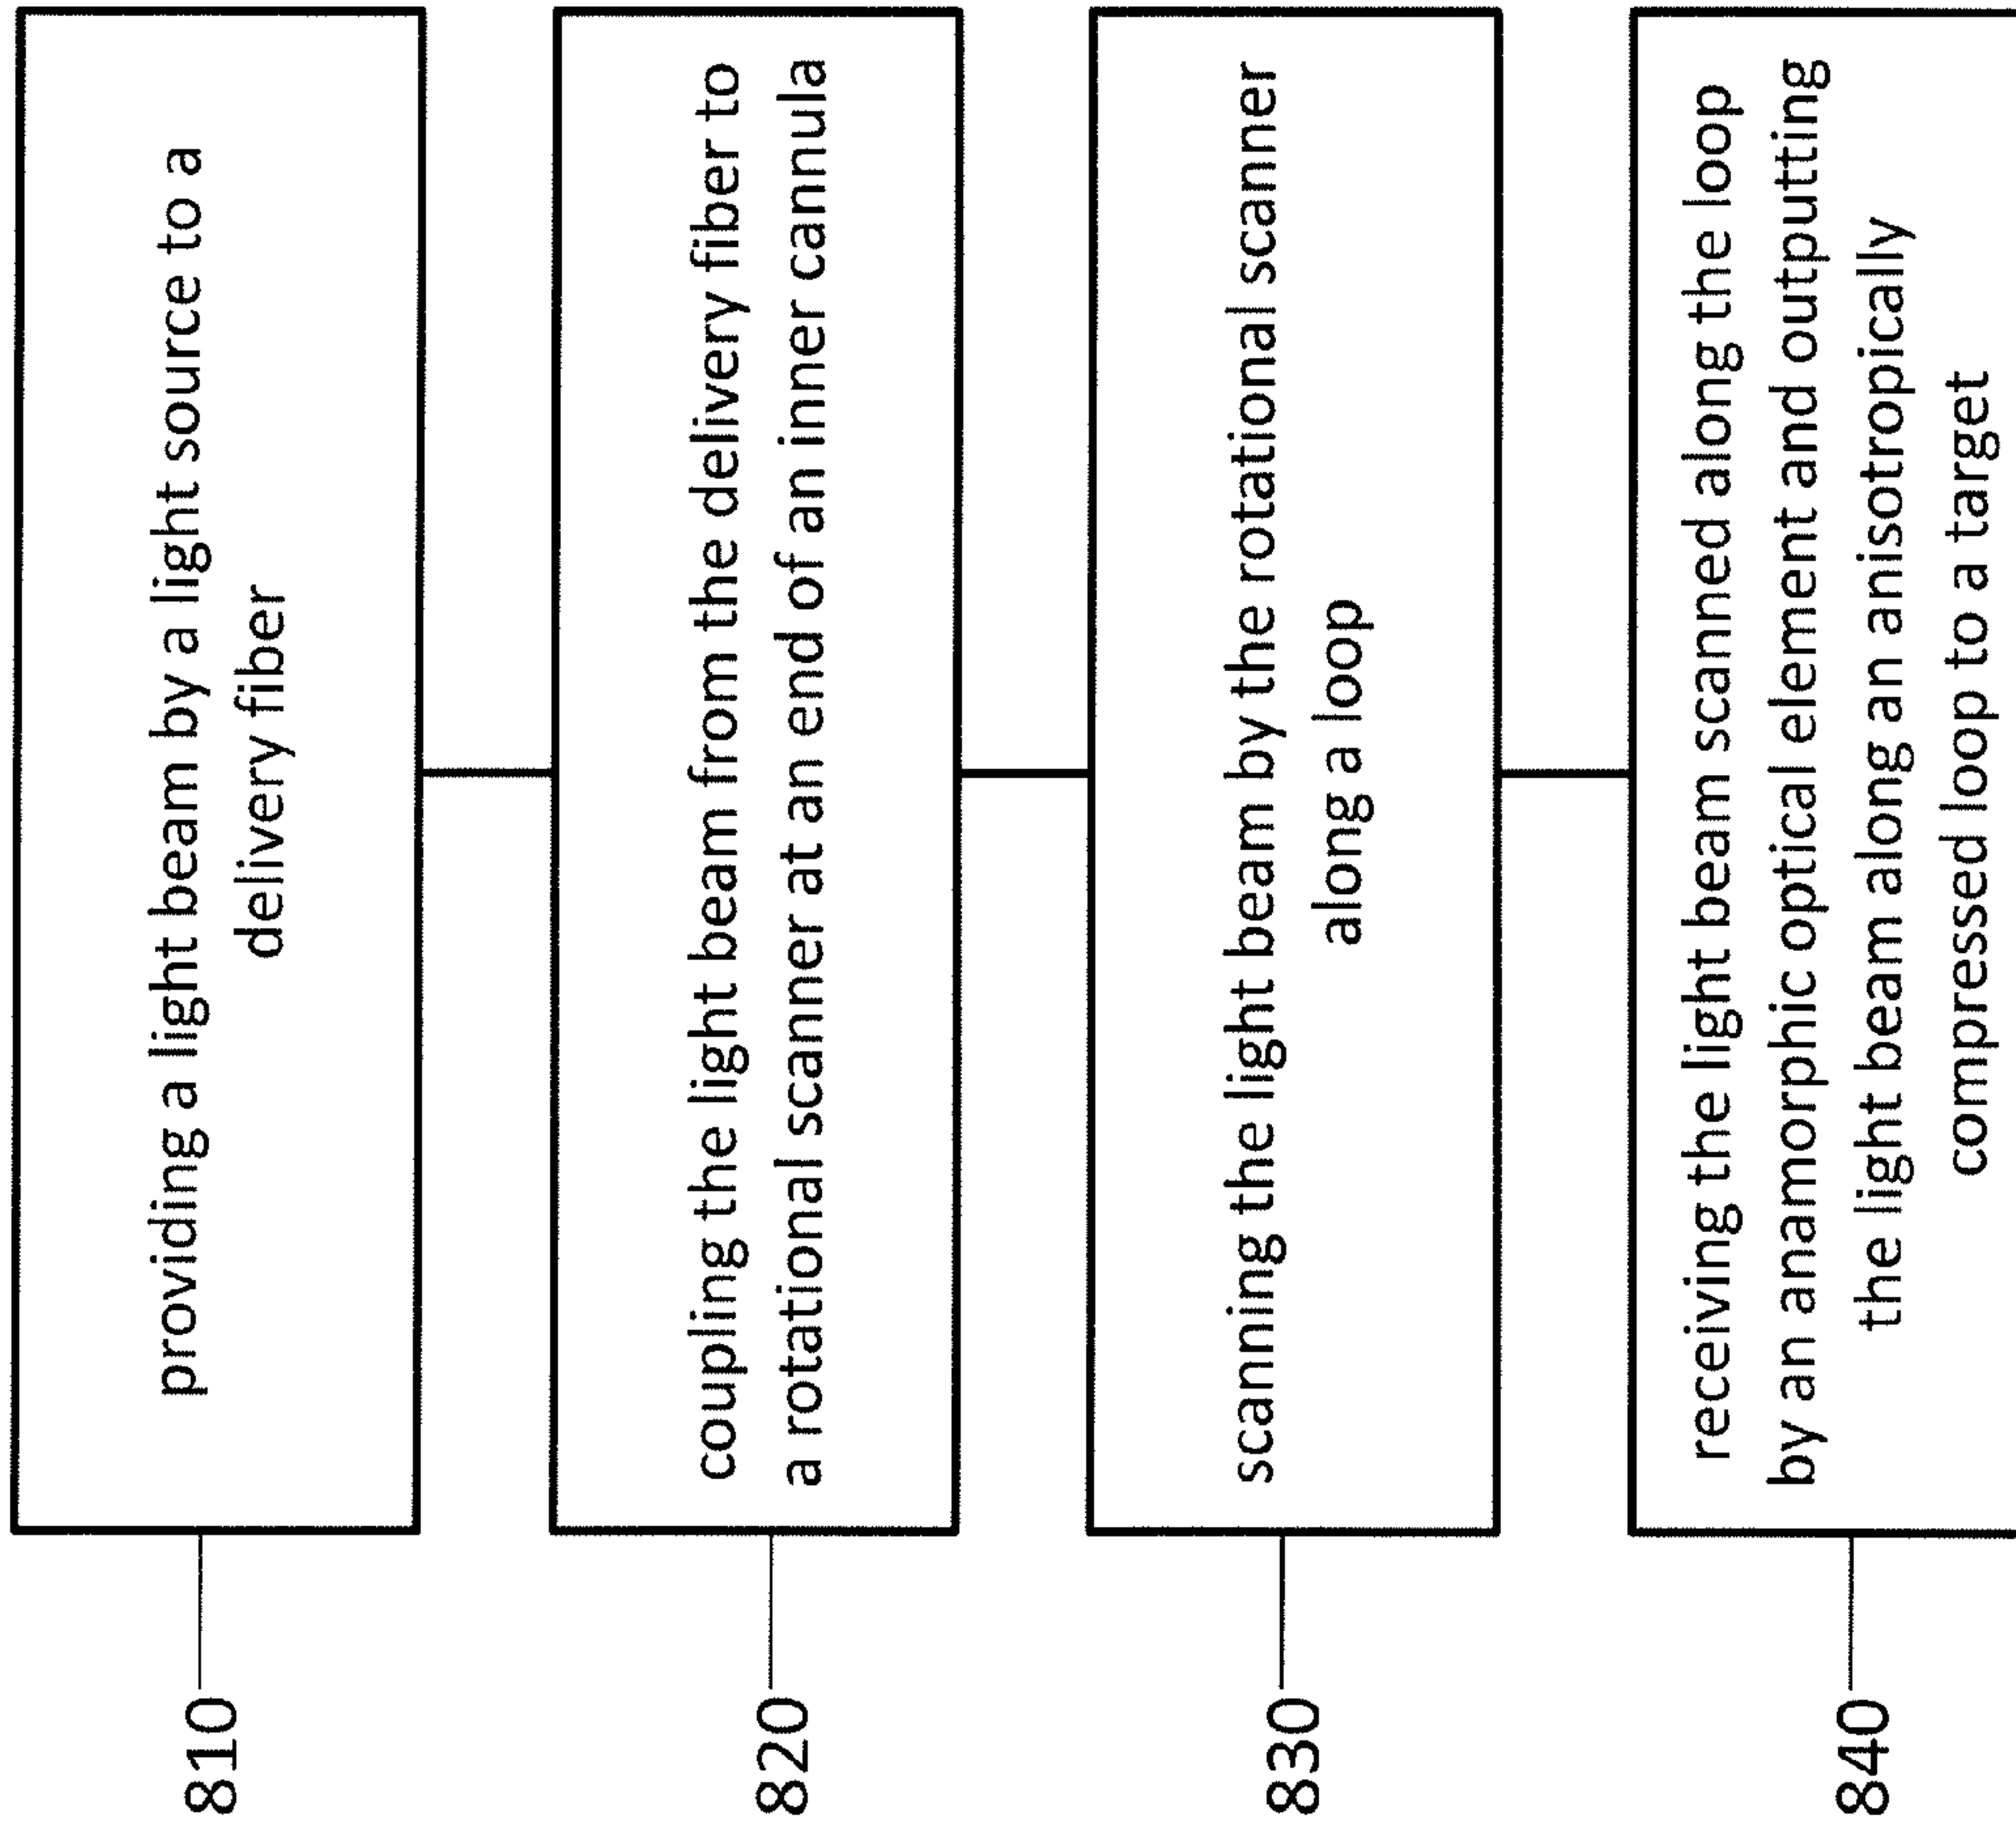 810
providing a light beam by a light source to a
delivery fiber
820
coupling the light beam from the delivery fiber to
a rotational scanner at an end of an inner cannula
830
scanning the light beam by the rotational scanner
along a loop
840
receiving the light beam scanned along the loop
by an anamorphic optical element and outputting
the light beam along an anisotropically
compressed loop to a target